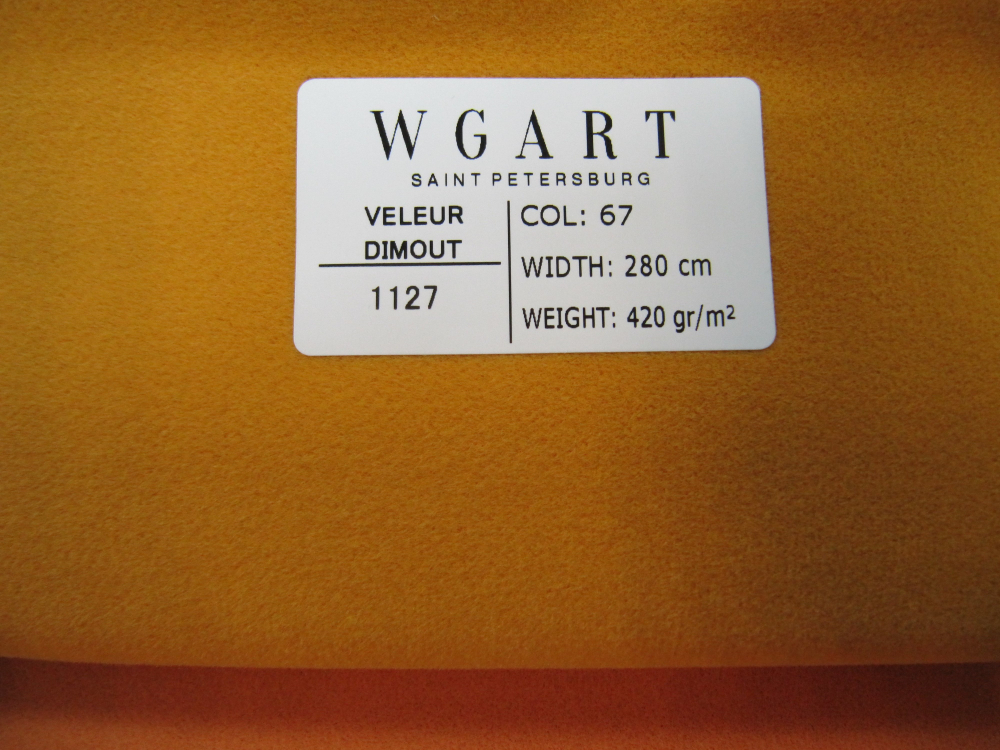 WGART
SAINT PETERSBURG
VELEUR
DIMOUT
1127
COL: 67
WIDTH: 280 cm
WEIGHT: 420 gr/m²